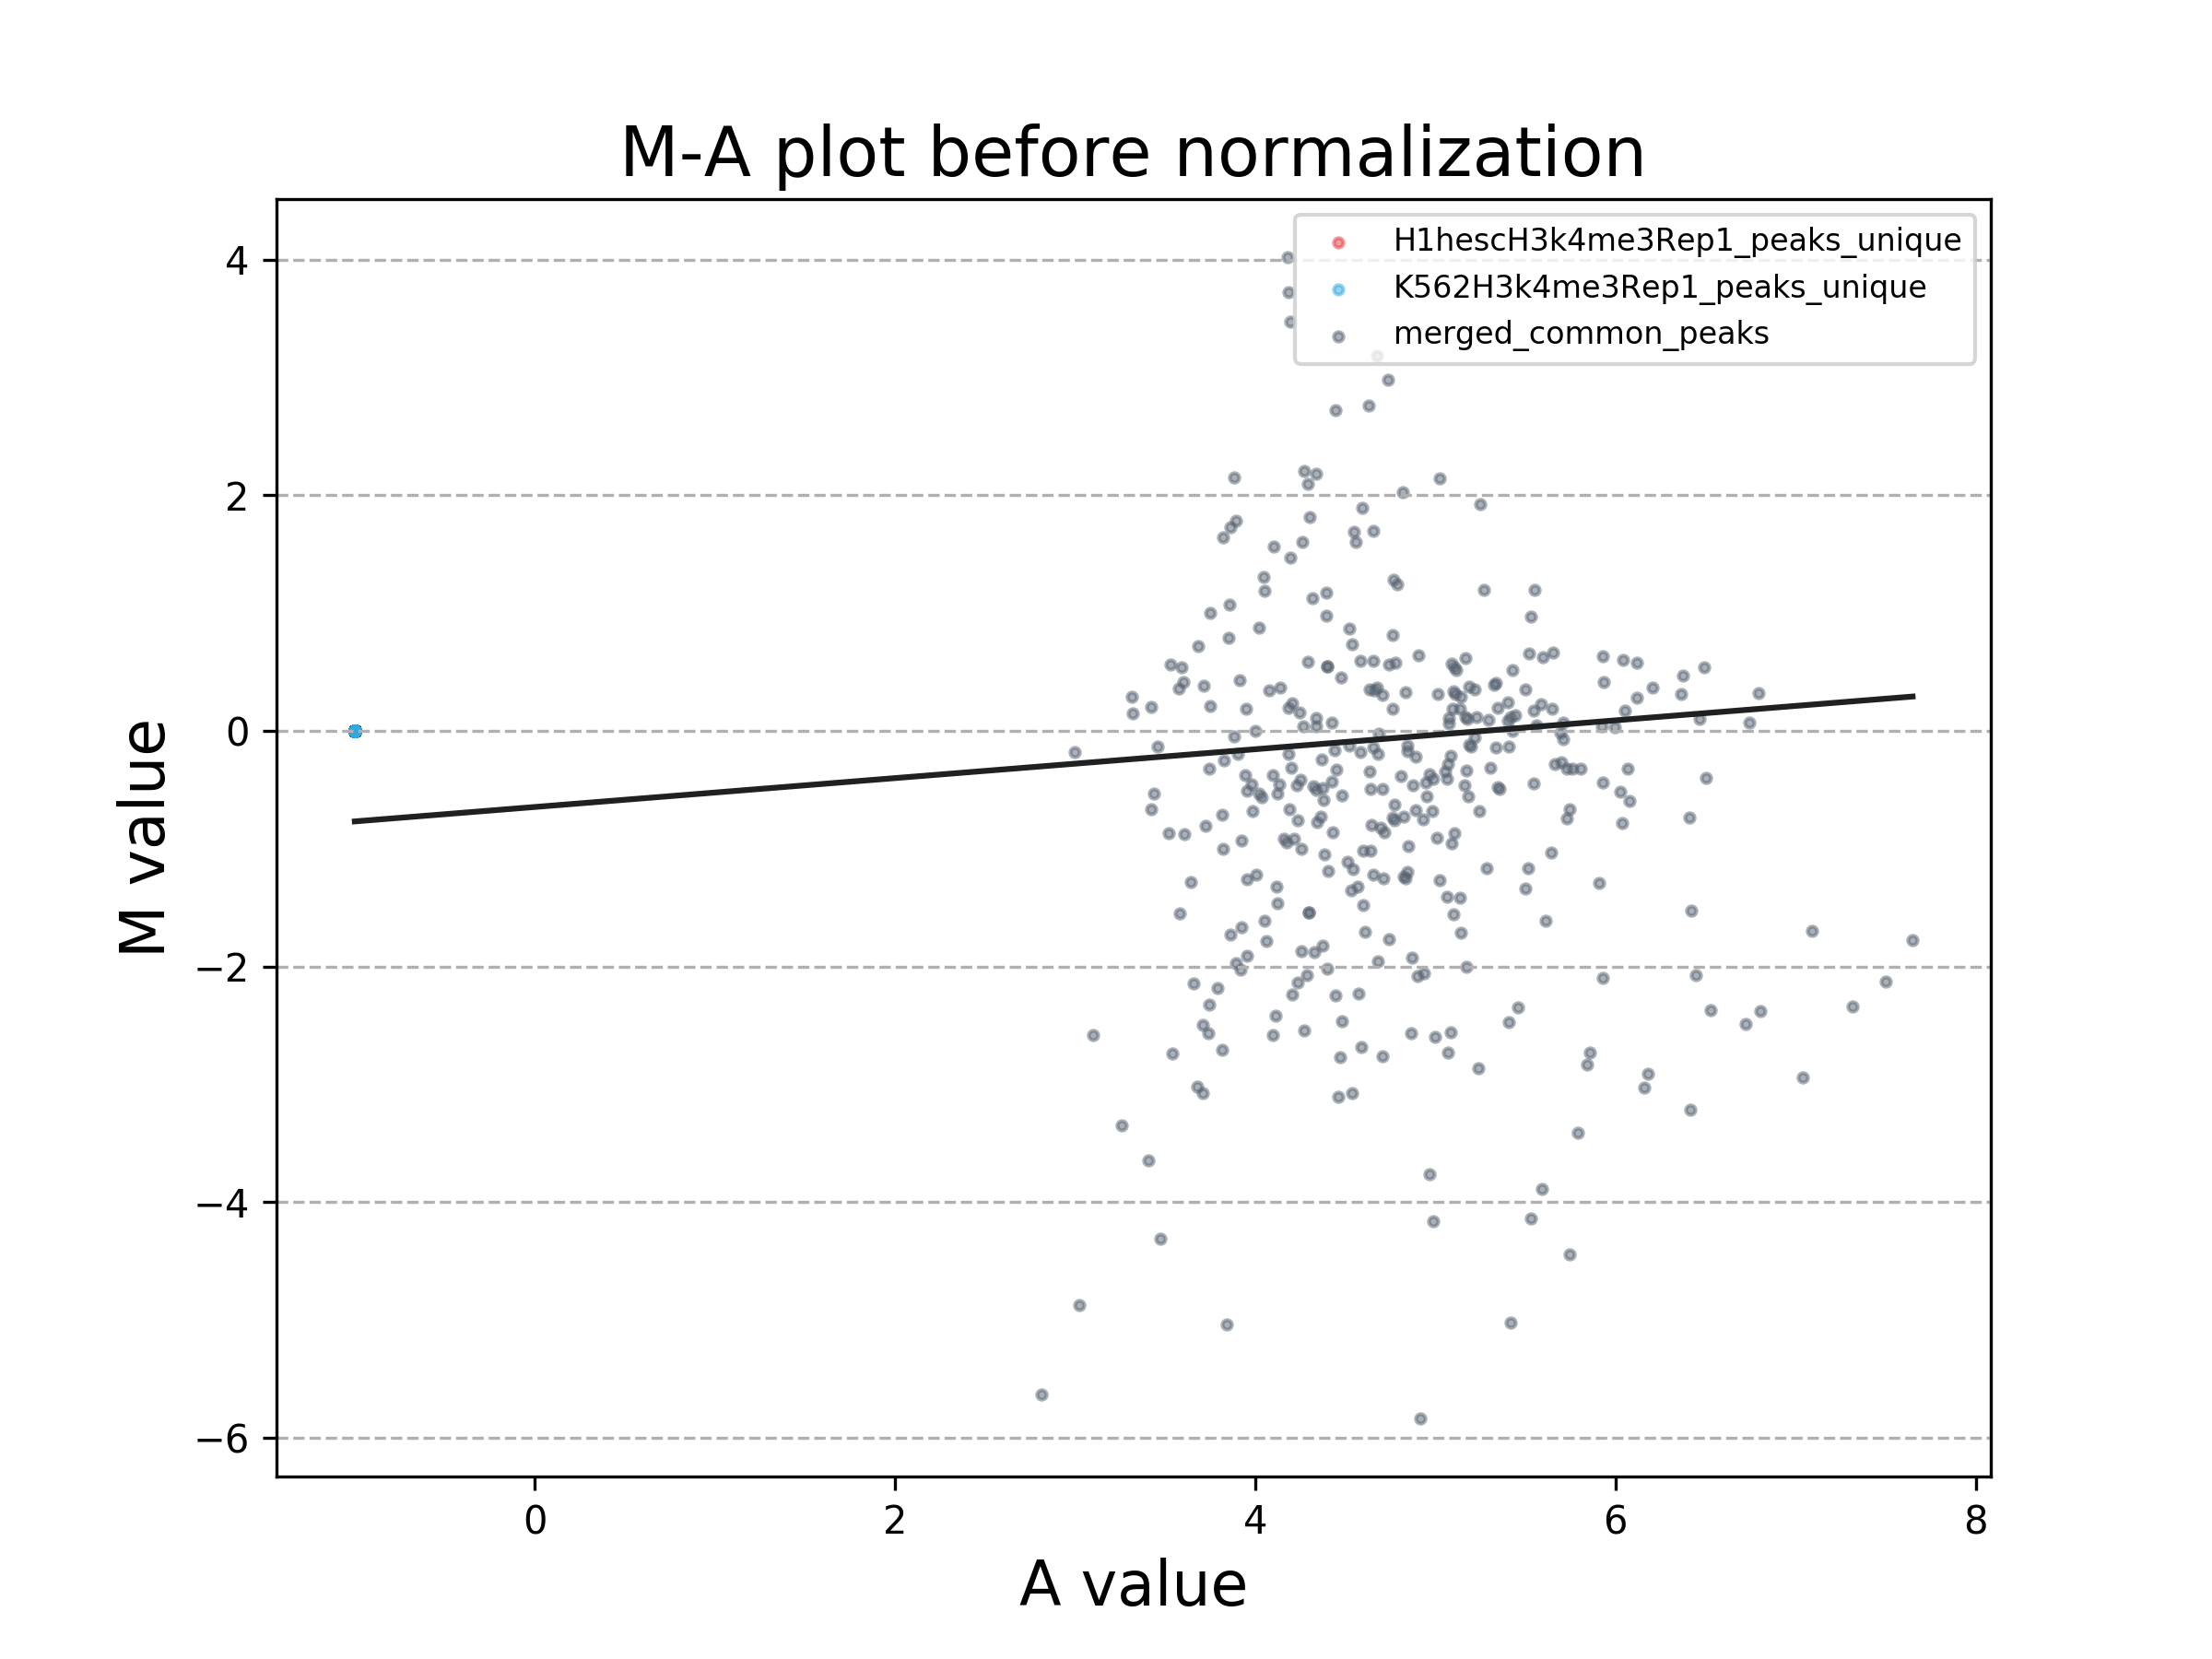 M-A plot before normalization
H1hescH3k4me3Rep1_peaks_unique
K562H3k4me3Rep1_peaks_unique
merged_common_peaks
M value
4
2
0
−2
−4
−6
0 2 4 6 8
A value